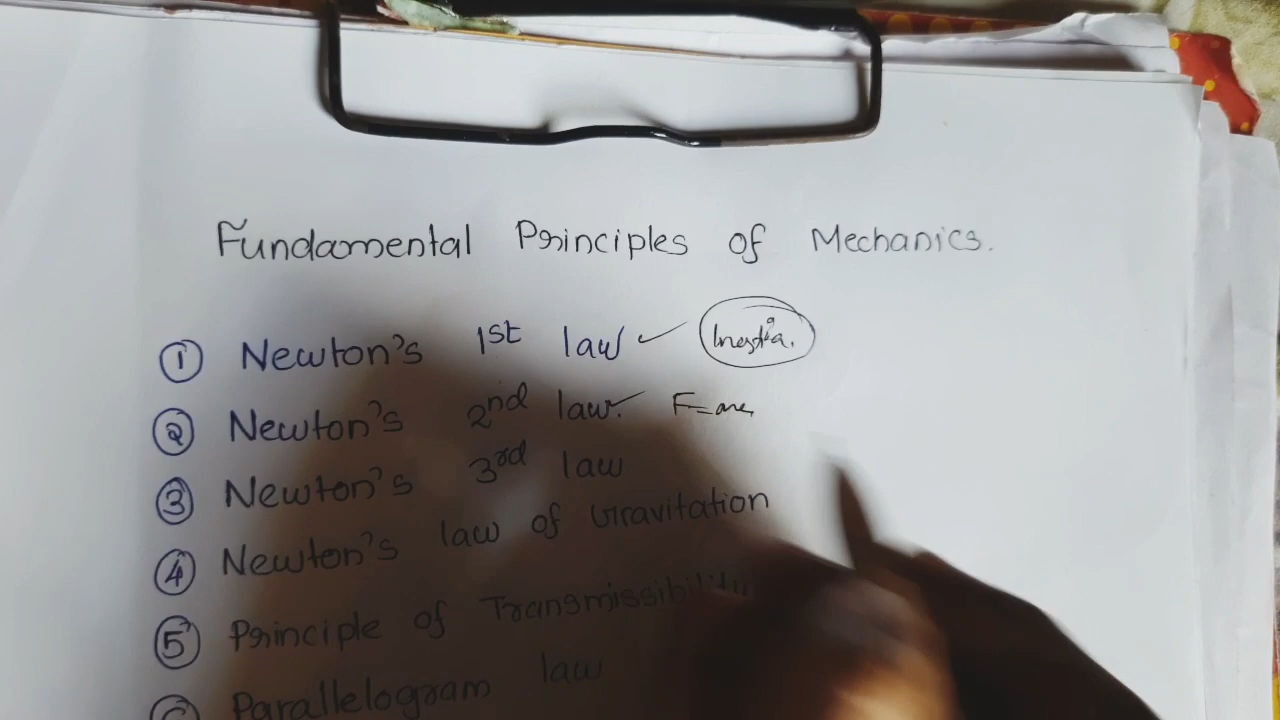 Fundamental Principles of Mechanics.
① Newton's 1st law ✓ Inertia.
② Newton's 2nd law. ✓ F=ma
③ Newton's 3rd law
④ Newton's law of Gravitation
⑤ Principle of Transmissibility
Parallelogram law